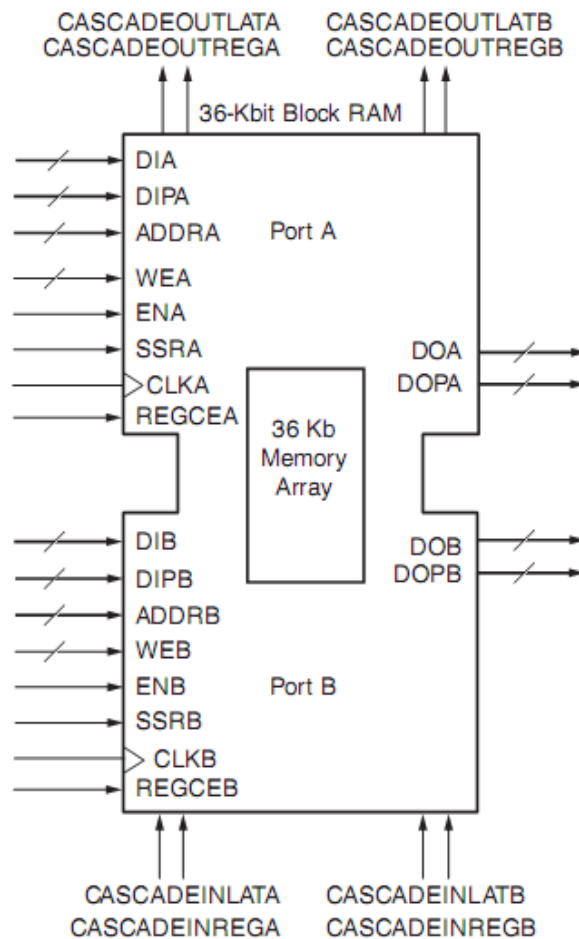 CASCADEOUTLATA
CASCADEOUTREGA
CASCADEOUTLATB
CASCADEOUTREGB
36-Kbit Block RAM
DIA
DIPA
ADDRA
Port A
WEA
ENA
SSRA
CLKA
REGCEA
DOA
DOPA
36 Kb
Memory
Array
DIB
DIPB
ADDRB
WEB
ENB
Port B
SSRB
CLKB
REGCEB
DOB
DOPB
CASCADEINLATA
CASCADEINREGA
CASCADEINLATB
CASCADEINREGB